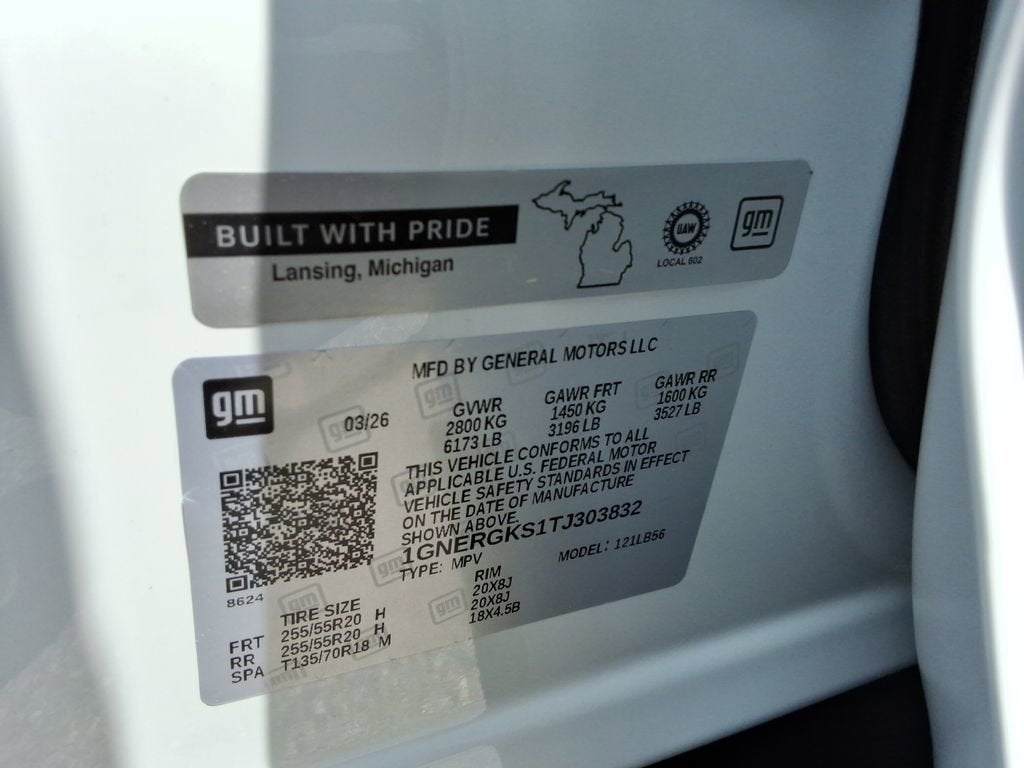 BUILT WITH PRIDE
Lansing, Michigan
UAW
LOCAL 602
gm
MFD BY GENERAL MOTORS LLC
gm
03/26
GVWR
2800 KG
6173 LB
GAWR FRT
1450 KG
3196 LB
GAWR RR
1600 KG
3527 LB
THIS VEHICLE CONFORMS TO ALL
APPLICABLE U.S. FEDERAL MOTOR
VEHICLE SAFETY STANDARDS IN EFFECT
ON THE DATE OF MANUFACTURE
SHOWN ABOVE.
1GNERGKS1TJ303832
TYPE: MPV
MODEL: 121LB56
8624
TIRE SIZE RIM
FRT 255/55R20 H 20X8J
RR 255/55R20 H 20X8J
SPA T135/70R18 M 18X4.5B